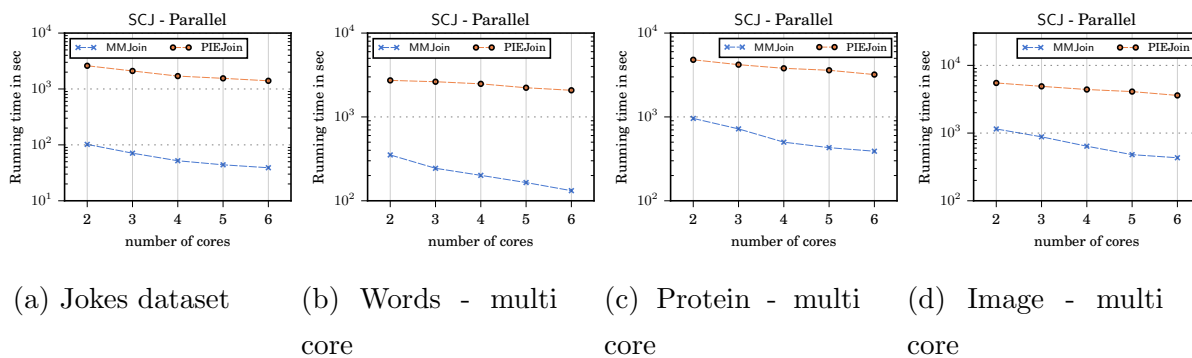 SCJ - Parallel
MMJoin PIEJoin
Running time in sec
10^4
10^3
10^2
10^1
2 3 4 5 6
number of cores
(a) Jokes dataset
SCJ - Parallel
MMJoin PIEJoin
Running time in sec
10^4
10^3
10^2
2 3 4 5 6
number of cores
(b) Words - multi
core
SCJ - Parallel
MMJoin PIEJoin
Running time in sec
10^4
10^3
10^2
2 3 4 5 6
number of cores
(c) Protein - multi
core
SCJ - Parallel
MMJoin PIEJoin
Running time in sec
10^4
10^3
10^2
2 3 4 5 6
number of cores
(d) Image - multi
core